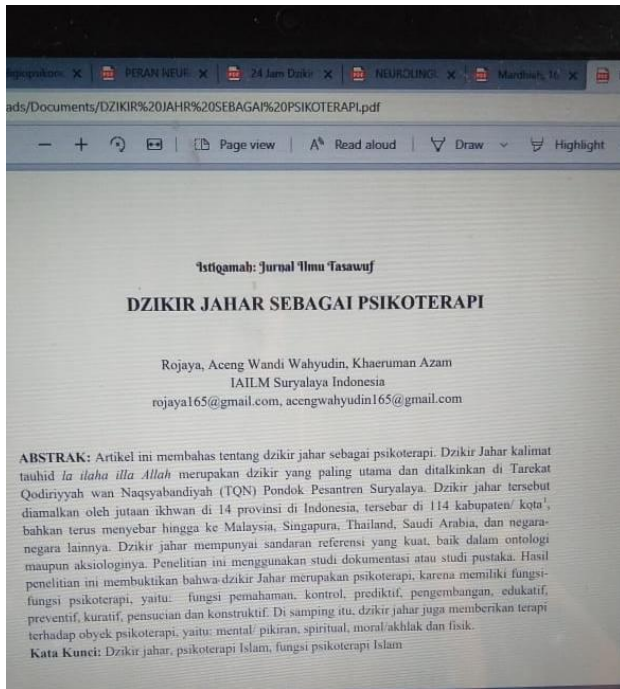 PERAN NEUR
24 Jam Dzikir
NEUROLINGU
Mardhiah, 16
ads/Documents/DZIKIR%20JAHR%20SEBAGAI%20PSIKOTERAPI.pdf
Page view
Read aloud
Draw
Highlight
Istiqamah: Jurnal Ilmu Tasawuf
DZIKIR JAHAR SEBAGAI PSIKOTERAPI
Rojaya, Aceng Wandi Wahyudin, Khaeruman Azam
IAILM Suryalaya Indonesia
rojaya165@gmail.com, acengwahyudin165@gmail.com
ABSTRAK: Artikel ini membahas tentang dzikir jahar sebagai psikoterapi. Dzikir Jahar kalimat
tauhid la ilaha illa Allah merupakan dzikir yang paling utama dan ditalkinkan di Tarekat
Qodiriyyah wan Naqsyabandiyah (TQN) Pondok Pesantren Suryalaya. Dzikir jahar tersebut
diamalkan oleh jutaan ikhwan di 14 provinsi di Indonesia, tersebar di 114 kabupaten/ kota¹,
bahkan terus menyebar hingga ke Malaysia, Singapura, Thailand, Saudi Arabia, dan negara-
negara lainnya. Dzikir jahar mempunyai sandaran referensi yang kuat, baik dalam ontologi
maupun aksiologinya. Penelitian ini menggunakan studi dokumentasi atau studi pustaka. Hasil
penelitian ini membuktikan bahwa dzikir Jahar merupakan psikoterapi, karena memiliki fungsi-
fungsi psikoterapi, yaitu: fungsi pemahaman, kontrol, prediktif, pengembangan, edukatif,
preventif, kuratif, pensucian dan konstruktif. Di samping itu, dzikir jahar juga memberikan terapi
terhadap obyek psikoterapi, yaitu: mental/ pikiran, spiritual, moral/akhlak dan fisik.
Kata Kunci: Dzikir jahar, psikoterapi Islam, fungsi psikoterapi Islam